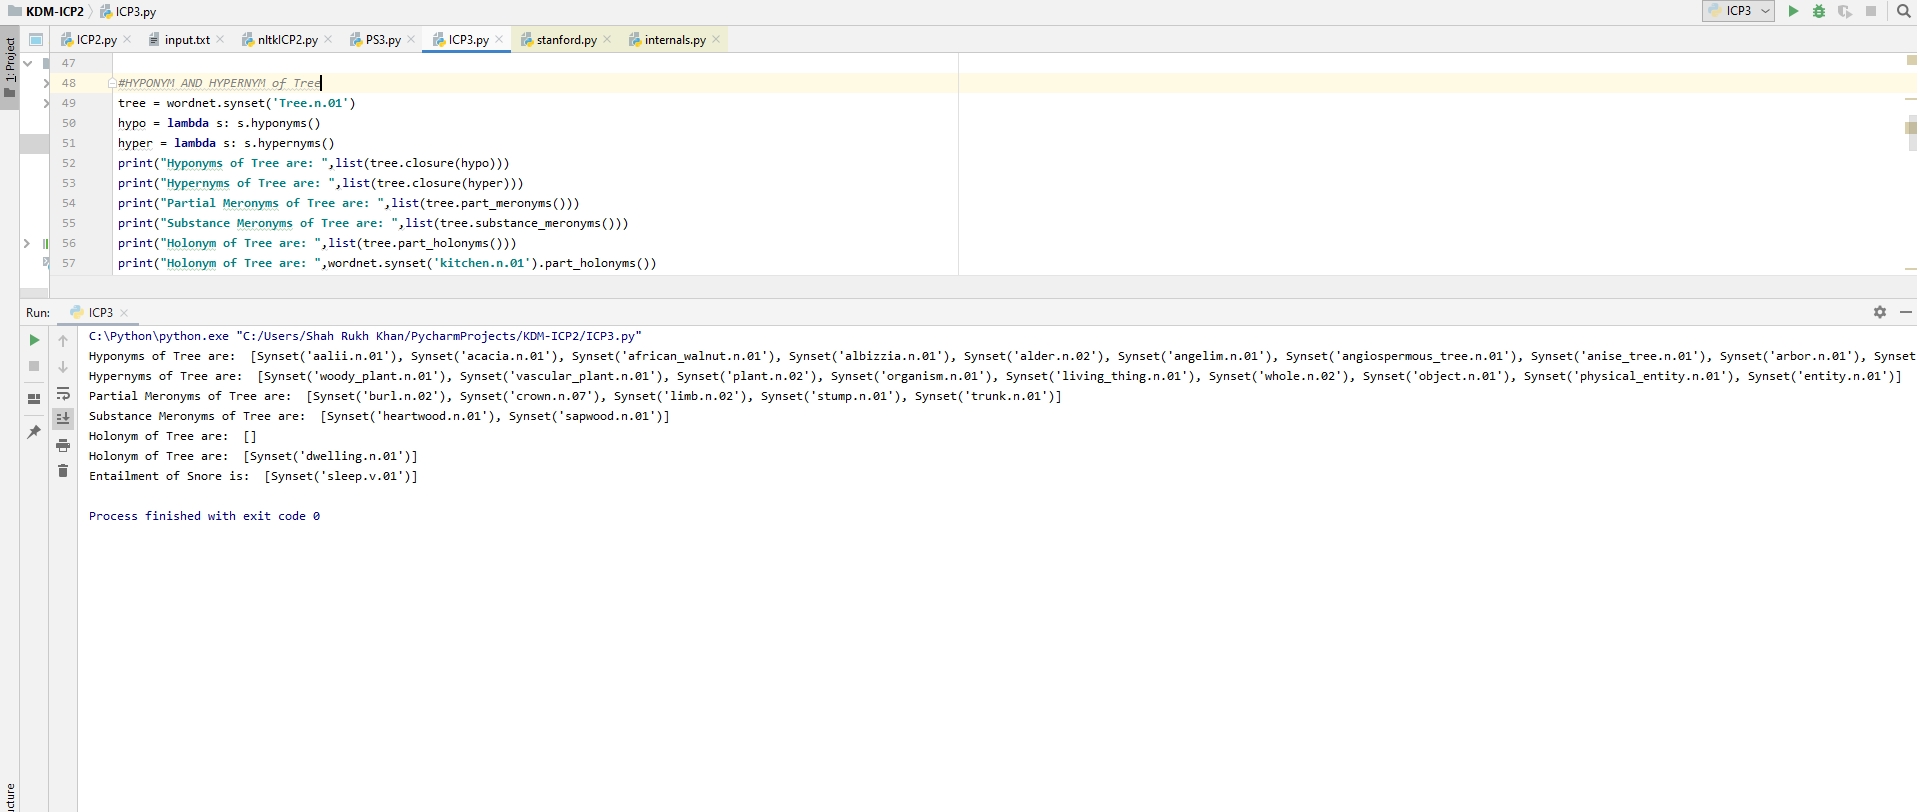 KDM-ICP2 ICP3.py ICP3
ICP2.py input.txt nltkICP2.py PS3.py ICP3.py stanford.py internals.py
1: Project
47
48 #HYPONYM AND HYPERNYM of Tree
49 tree = wordnet.synset('Tree.n.01')
50 hypo = lambda s: s.hyponyms()
51 hyper = lambda s: s.hypernyms()
52 print("Hyponyms of Tree are: ",list(tree.closure(hypo)))
53 print("Hypernyms of Tree are: ",list(tree.closure(hyper)))
54 print("Partial Meronyms of Tree are: ",list(tree.part_meronyms()))
55 print("Substance Meronyms of Tree are: ",list(tree.substance_meronyms()))
56 print("Holonym of Tree are: ",list(tree.part_holonyms()))
57 print("Holonym of Tree are: ",wordnet.synset('kitchen.n.01').part_holonyms())
Run: ICP3
C:\Python\python.exe "C:/Users/Shah Rukh Khan/PycharmProjects/KDM-ICP2/ICP3.py"
Hyponyms of Tree are:  [Synset('aalii.n.01'), Synset('acacia.n.01'), Synset('african_walnut.n.01'), Synset('albizzia.n.01'), Synset('alder.n.02'), Synset('angelim.n.01'), Synset('angiospermous_tree.n.01'), Synset('anise_tree.n.01'), Synset('arbor.n.01'), Synset
Hypernyms of Tree are:  [Synset('woody_plant.n.01'), Synset('vascular_plant.n.01'), Synset('plant.n.02'), Synset('organism.n.01'), Synset('living_thing.n.01'), Synset('whole.n.02'), Synset('object.n.01'), Synset('physical_entity.n.01'), Synset('entity.n.01')]
Partial Meronyms of Tree are:  [Synset('burl.n.02'), Synset('crown.n.07'), Synset('limb.n.02'), Synset('stump.n.01'), Synset('trunk.n.01')]
Substance Meronyms of Tree are:  [Synset('heartwood.n.01'), Synset('sapwood.n.01')]
Holonym of Tree are:  []
Holonym of Tree are:  [Synset('dwelling.n.01')]
Entailment of Snore is:  [Synset('sleep.v.01')]
Process finished with exit code 0
ucture